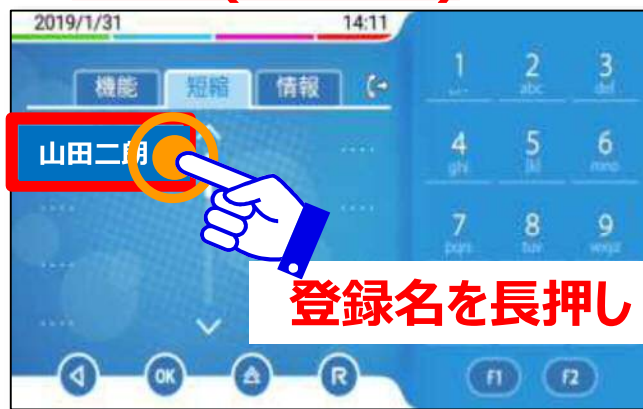 2019/1/31 14:11
機能 短縮 情報
1 2 3
abc def
山田二朗
4 5 6
ghi jkl mno
7 8 9
pqrs tuv wxyz
登録名を長押し
OK R F1 F2